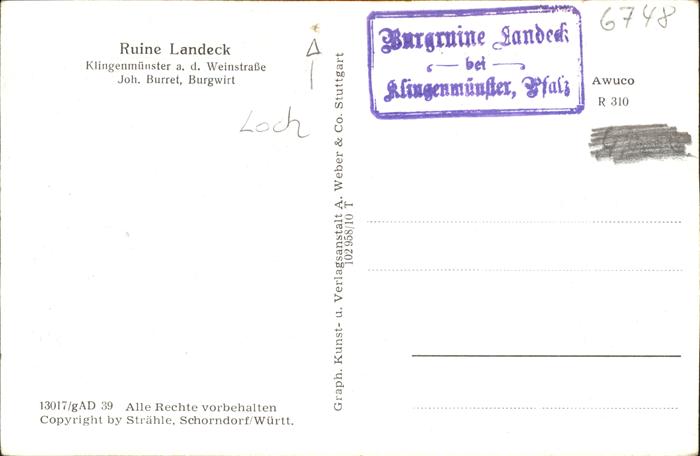 Ruine Landeck
Klingenmünster a. d. Weinstraße
Joh. Burret, Burgwirt
Loch
13017/gAD 39 Alle Rechte vorbehalten
Copyright by Strähle, Schorndorf/Württ.
Graph. Kunst- u. Verlagsanstalt A. Weber & Co. Stuttgart
102 958/10 T
Burgruine Landeck
bei
Klingenmünster, Pfalz
6748
Awuco
R 310